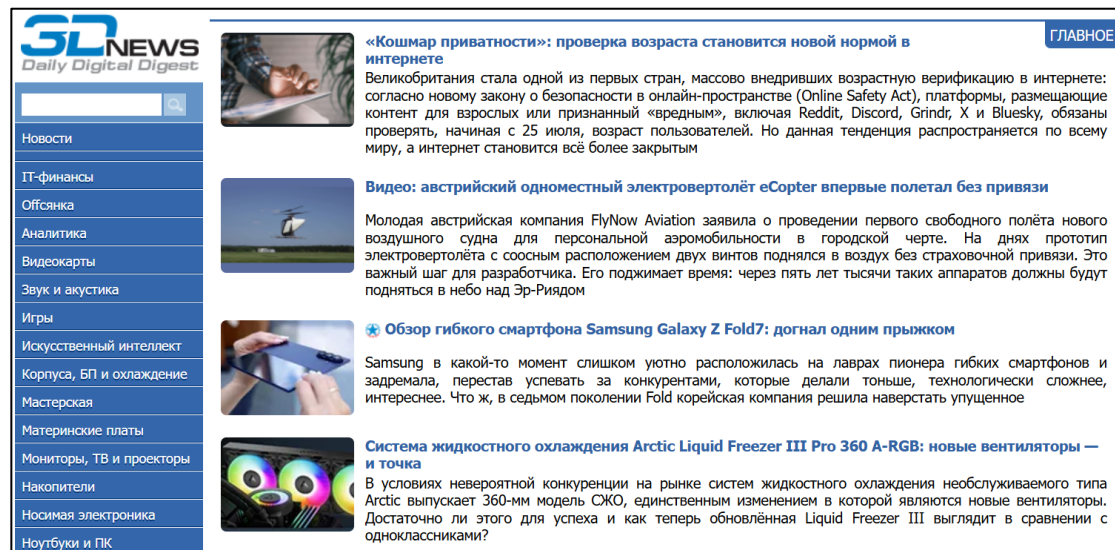 3DNEWS
Daily Digital Digest
Новости
IT-финансы
Offсянка
Аналитика
Видеокарты
Звук и акустика
Игры
Искусственный интеллект
Корпуса, БП и охлаждение
Мастерская
Материнские платы
Мониторы, ТВ и проекторы
Накопители
Носимая электроника
Ноутбуки и ПК
ГЛАВНОЕ
«Кошмар приватности»: проверка возраста становится новой нормой в
интернете
Великобритания стала одной из первых стран, массово внедривших возрастную верификацию в интернете:
согласно новому закону о безопасности в онлайн-пространстве (Online Safety Act), платформы, размещающие
контент для взрослых или признанный «вредным», включая Reddit, Discord, Grindr, X и Bluesky, обязаны
проверять, начиная с 25 июля, возраст пользователей. Но данная тенденция распространяется по всему
миру, а интернет становится всё более закрытым
Видео: австрийский одноместный электровертолёт eCopter впервые полетал без привязи
Молодая австрийская компания FlyNow Aviation заявила о проведении первого свободного полёта нового
воздушного судна для персональной аэромобильности в городской черте. На днях прототип
электровертолёта с соосным расположением двух винтов поднялся в воздух без страховочной привязи. Это
важный шаг для разработчика. Его поджимает время: через пять лет тысячи таких аппаратов должны будут
подняться в небо над Эр-Риядом
Обзор гибкого смартфона Samsung Galaxy Z Fold7: догнал одним прыжком
Samsung в какой-то момент слишком уютно расположилась на лаврах пионера гибких смартфонов и
задремала, перестав успевать за конкурентами, которые делали тоньше, технологически сложнее,
интереснее. Что ж, в седьмом поколении Fold корейская компания решила наверстать упущенное
Система жидкостного охлаждения Arctic Liquid Freezer III Pro 360 A-RGB: новые вентиляторы —
и точка
В условиях невероятной конкуренции на рынке систем жидкостного охлаждения необслуживаемого типа
Arctic выпускает 360-мм модель СЖО, единственным изменением в которой являются новые вентиляторы.
Достаточно ли этого для успеха и как теперь обновлённая Liquid Freezer III выглядит в сравнении с
одноклассниками?